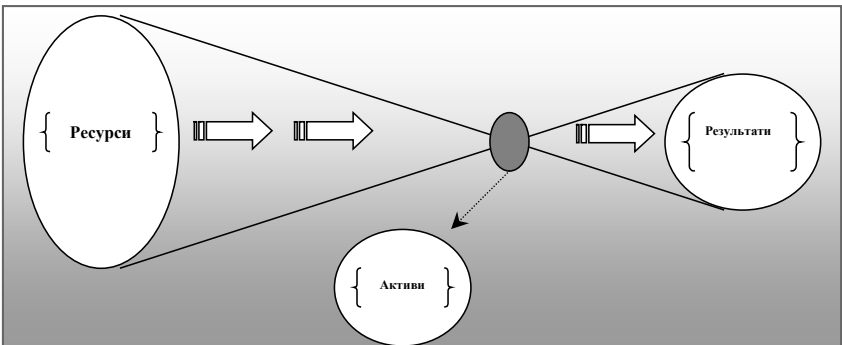 { Ресурси }
{ Результати }
{ Активи }